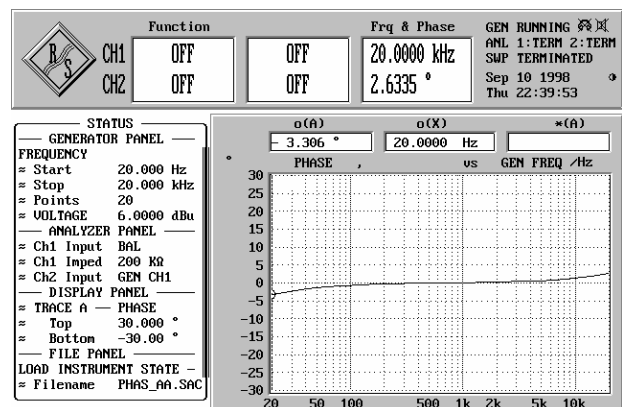 Function Frq & Phase GEN RUNNING
R S CH1 OFF OFF 20.0000 kHz ANL 1:TERM 2:TERM
SWP TERMINATED
CH2 OFF OFF 2.6335 ° Sep 10 1998
Thu 22:39:53
STATUS
GENERATOR PANEL
FREQUENCY
≈ Start 20.000 Hz
≈ Stop 20.000 kHz
≈ Points 20
≈ VOLTAGE 6.0000 dBu
ANALYZER PANEL
≈ Ch1 Input BAL
≈ Ch1 Imped 200 KΩ
≈ Ch2 Input GEN CH1
DISPLAY PANEL
≈ TRACE A — PHASE
≈ Top 30.000 °
≈ Bottom -30.00 °
FILE PANEL
LOAD INSTRUMENT STATE -
≈ Filename PHAS_AA.SAC
o(A) o(X) *(A)
- 3.306 ° 20.0000 Hz
° PHASE , vs GEN FREQ /Hz
30
25
20
15
10
5
0
-5
-10
-15
-20
-25
-30
20 50 100 500 1k 2k 5k 10k